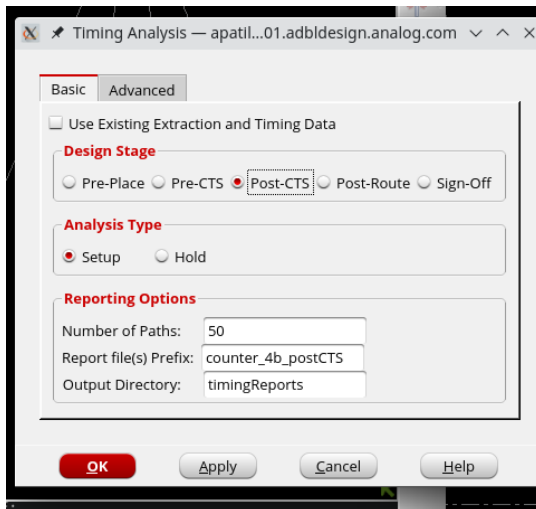 Timing Analysis — apatil...01.adbldesign.analog.com
Basic Advanced
Use Existing Extraction and Timing Data
Design Stage
Pre-Place Pre-CTS Post-CTS Post-Route Sign-Off
Analysis Type
Setup Hold
Reporting Options
Number of Paths: 50
Report file(s) Prefix: counter_4b_postCTS
Output Directory: timingReports
OK Apply Cancel Help